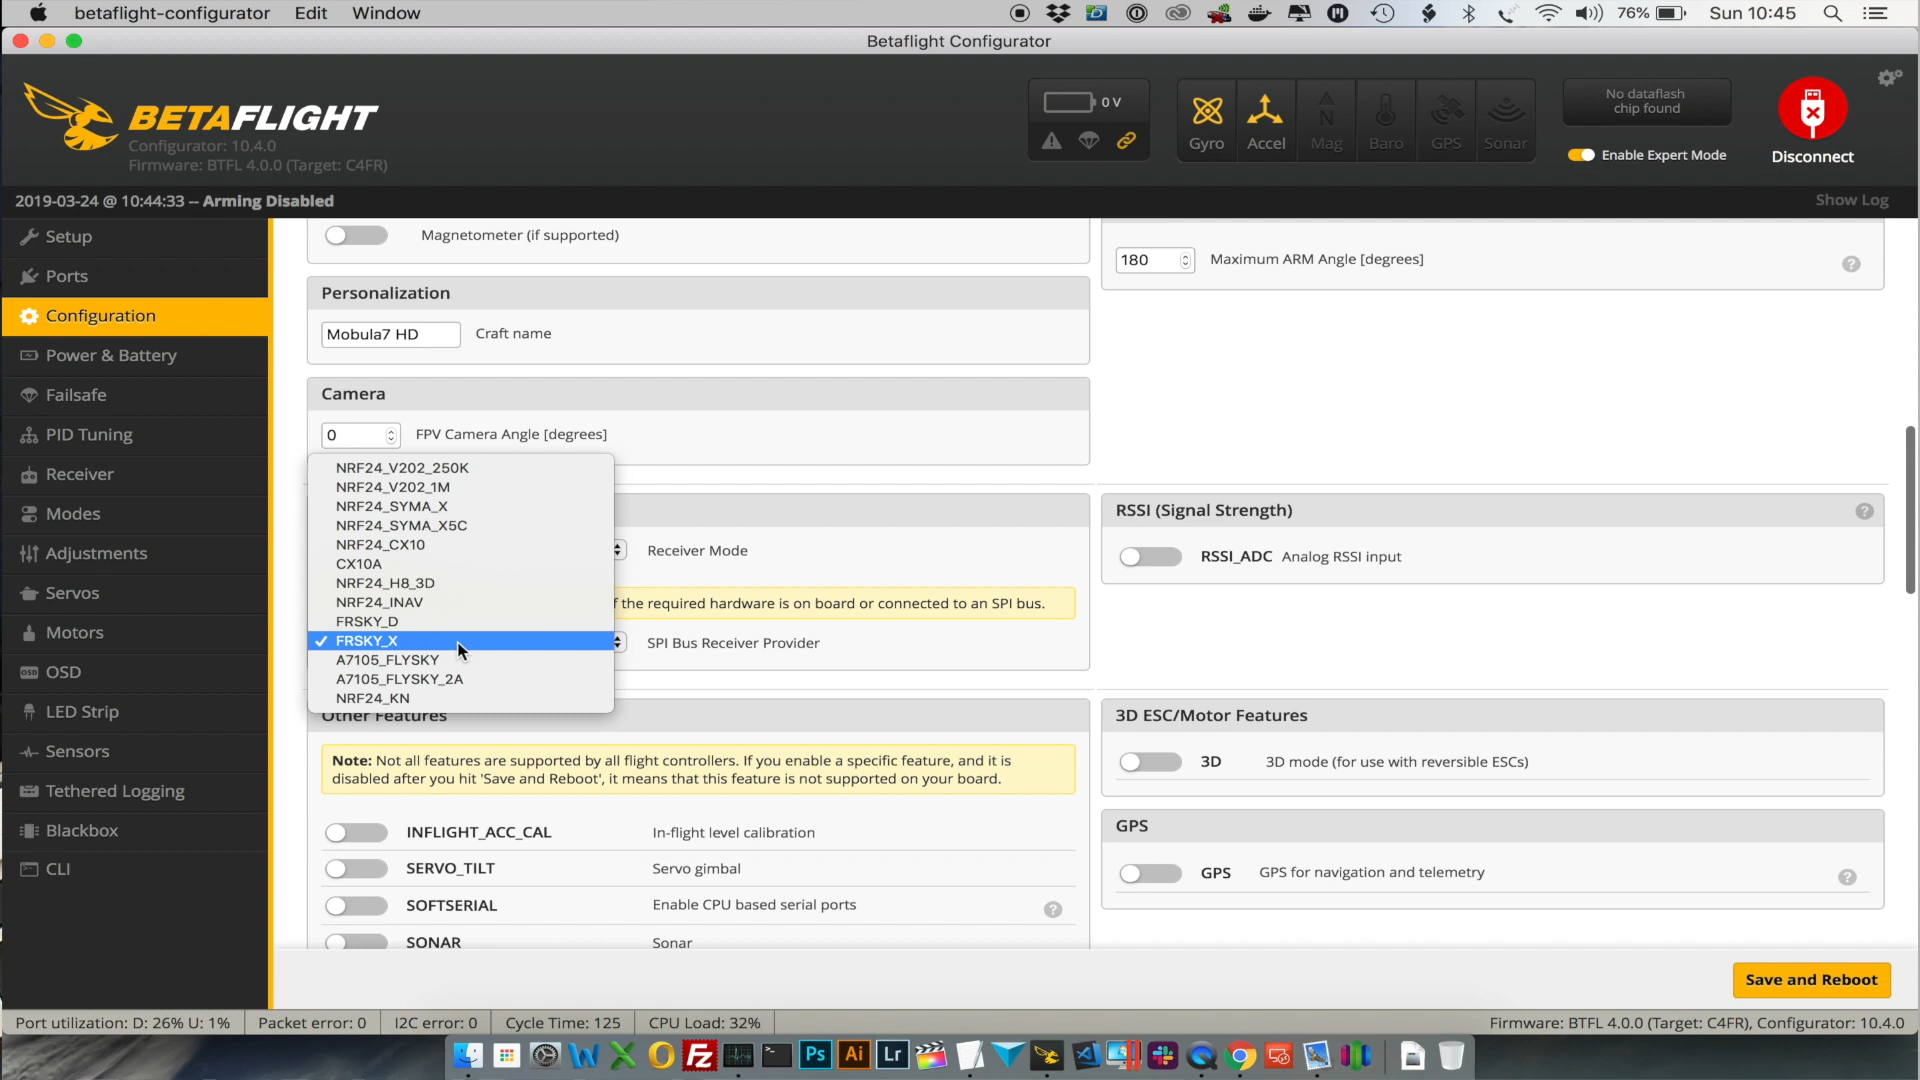 betaflight-configurator Edit Window
76% Sun 10:45
Betaflight Configurator
BETAFLIGHT
Configurator: 10.4.0
Firmware: BTFL 4.0.0 (Target: C4FR)
0 V
Gyro Accel Mag Baro GPS Sonar
No dataflash
chip found
Enable Expert Mode
Disconnect
2019-03-24 @ 10:44:33 -- Arming Disabled
Show Log
Setup
Ports
Configuration
Power & Battery
Failsafe
PID Tuning
Receiver
Modes
Adjustments
Servos
Motors
OSD
LED Strip
Sensors
Tethered Logging
Blackbox
CLI
Magnetometer (if supported)
180 Maximum ARM Angle [degrees]
Personalization
Mobula7 HD Craft name
Camera
0 FPV Camera Angle [degrees]
NRF24_V202_250K
NRF24_V202_1M
NRF24_SYMA_X
NRF24_SYMA_X5C
NRF24_CX10
CX10A
NRF24_H8_3D
NRF24_INAV
FRSKY_D
✓ FRSKY_X
A7105_FLYSKY
A7105_FLYSKY_2A
NRF24_KN
Receiver Mode
f the required hardware is on board or connected to an SPI bus.
SPI Bus Receiver Provider
RSSI (Signal Strength)
RSSI_ADC Analog RSSI input
Other Features
Note: Not all features are supported by all flight controllers. If you enable a specific feature, and it is
disabled after you hit 'Save and Reboot', it means that this feature is not supported on your board.
INFLIGHT_ACC_CAL In-flight level calibration
SERVO_TILT Servo gimbal
SOFTSERIAL Enable CPU based serial ports
SONAR Sonar
3D ESC/Motor Features
3D 3D mode (for use with reversible ESCs)
GPS
GPS GPS for navigation and telemetry
Save and Reboot
Port utilization: D: 26% U: 1% Packet error: 0 I2C error: 0 Cycle Time: 125 CPU Load: 32%
Firmware: BTFL 4.0.0 (Target: C4FR), Configurator: 10.4.0
Ps Ai Lr